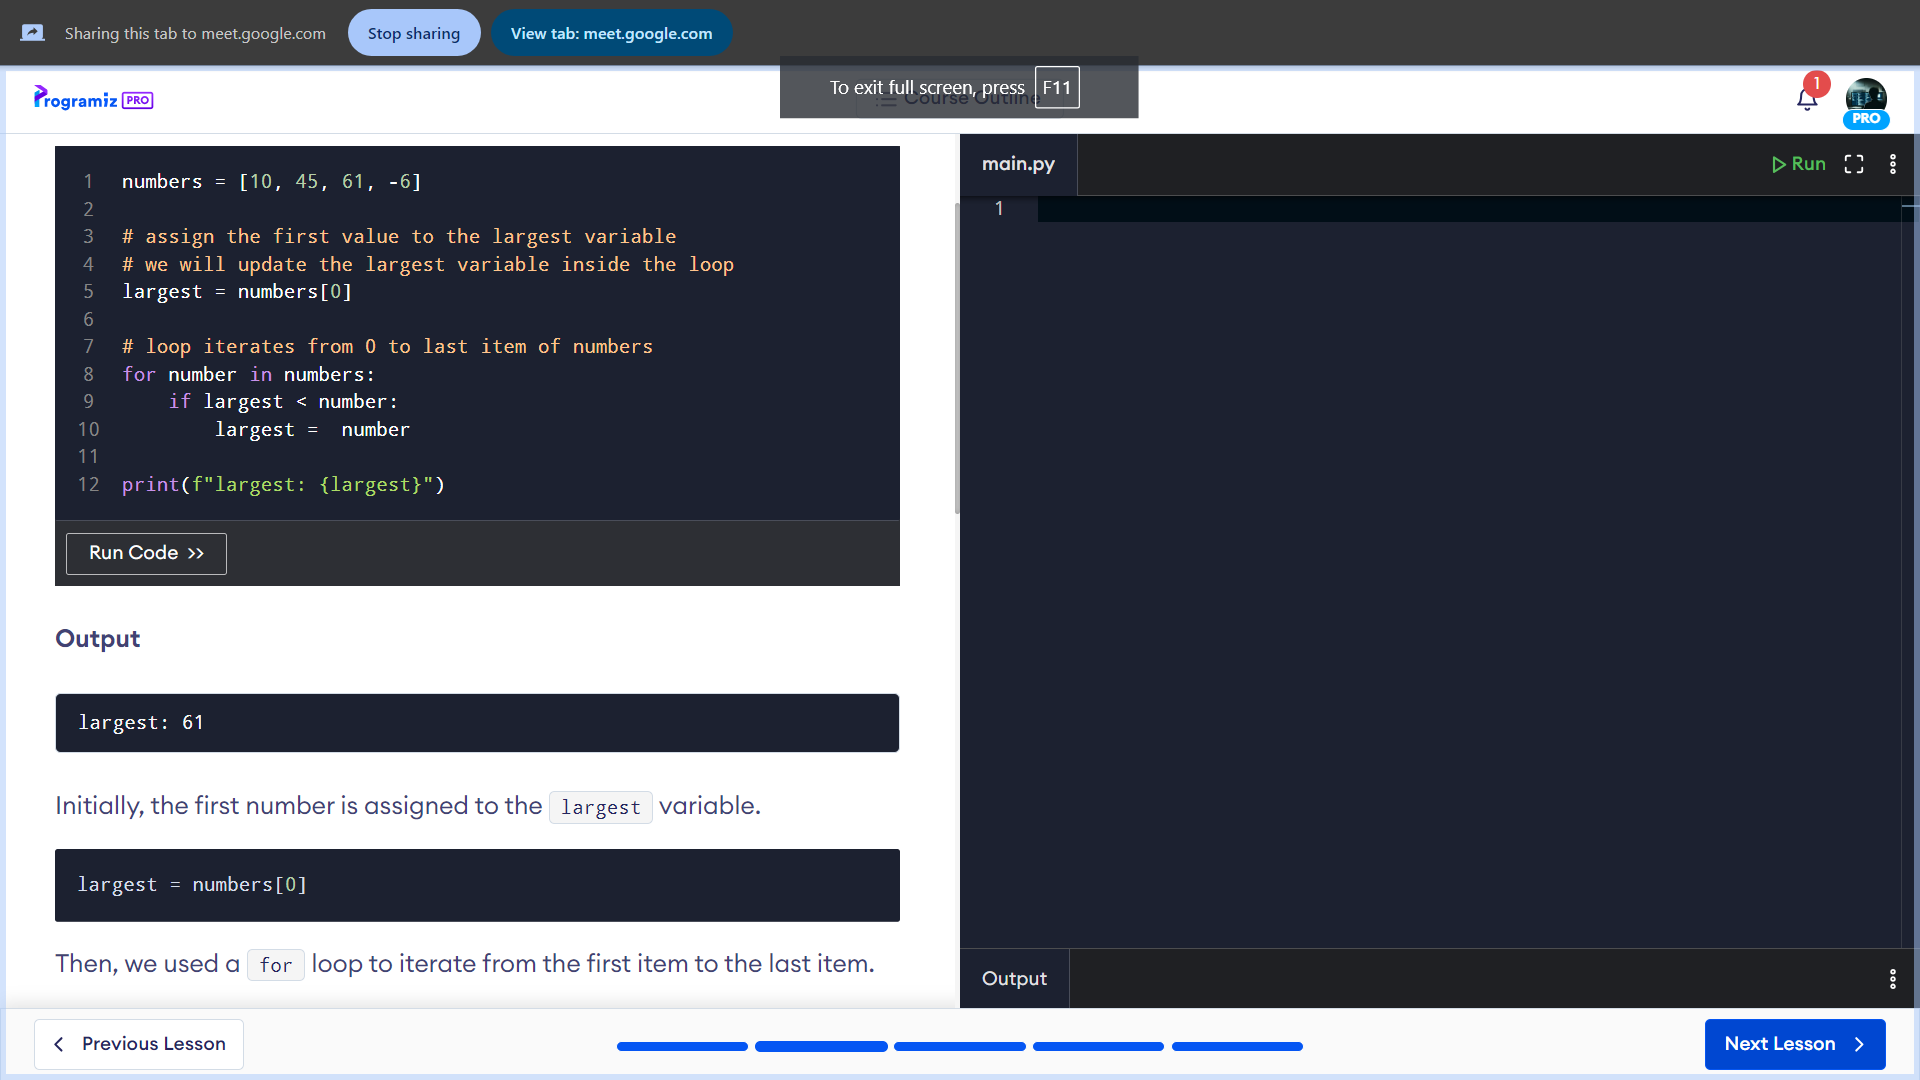 Sharing this tab to meet.google.com
Stop sharing
View tab: meet.google.com
To exit full screen, press F11
Course Outline
Programiz PRO
1
PRO
1 numbers = [10, 45, 61, -6]
2
3 # assign the first value to the largest variable
4 # we will update the largest variable inside the loop
5 largest = numbers[0]
6
7 # loop iterates from 0 to last item of numbers
8 for number in numbers:
9     if largest < number:
10         largest =  number
11
12 print(f"largest: {largest}")
Run Code >>
Output
largest: 61
Initially, the first number is assigned to the largest variable.
largest = numbers[0]
Then, we used a for loop to iterate from the first item to the last item.
main.py
Run
1
Output
Previous Lesson
Next Lesson